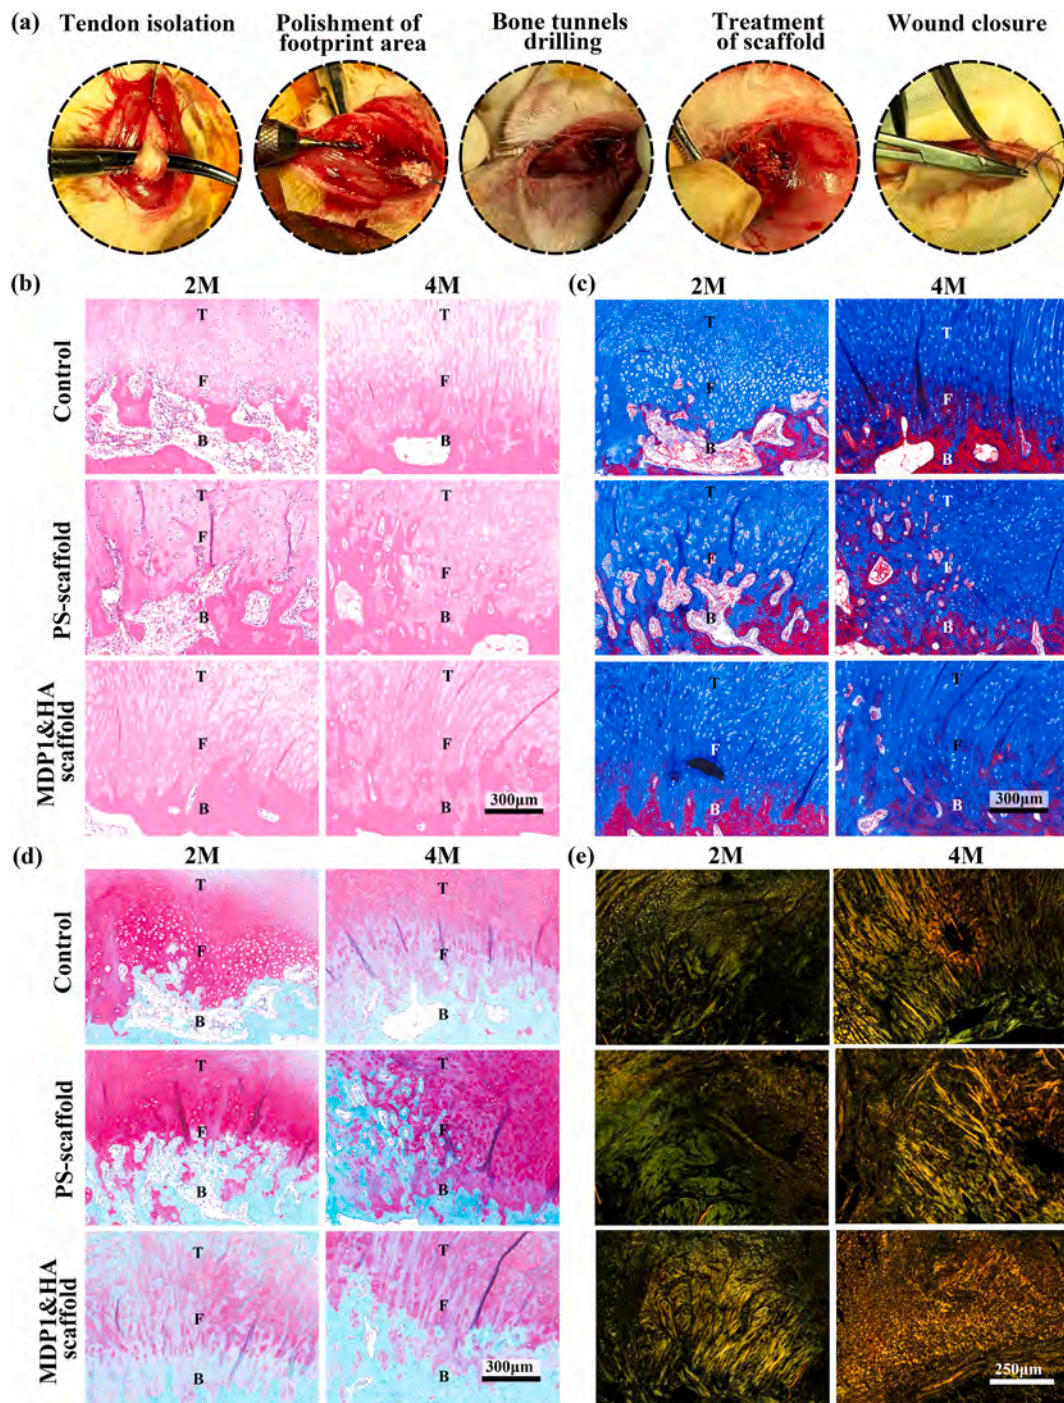 (a)
Tendon isolation
Polishment of
footprint area
Bone tunnels
drilling
Treatment
of scaffold
Wound closure
(b)
2M
4M
Control
T
F
B
T
F
B
PS-scaffold
T
F
B
T
F
B
MDP1&HA
scaffold
T
F
B
T
F
B
300μm
(c)
2M
4M
T
F
B
T
F
B
T
F
B
T
F
B
T
F
B
T
F
B
300μm
(d)
2M
4M
Control
T
F
B
T
F
B
PS-scaffold
T
F
B
T
F
B
MDP1&HA
scaffold
T
F
B
T
F
B
300μm
(e)
2M
4M
250μm